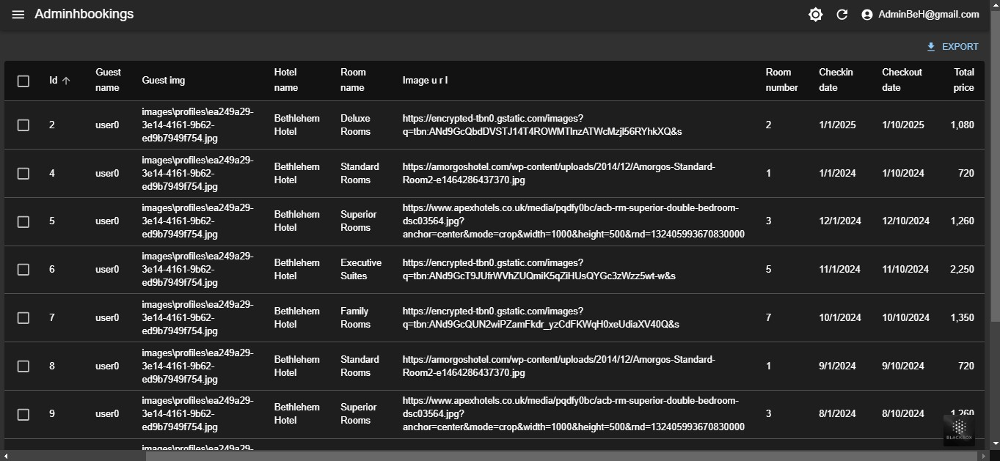 Adminhbookings
AdminBeH@gmail.com
EXPORT
Id
Guest name
Guest img
Hotel name
Room name
Image u r l
Room number
Checkin date
Checkout date
Total price
2
user0
images\profiles\ea249a29-
3e14-4161-9b62-
ed9b7949f754.jpg
Bethlehem
Hotel
Deluxe
Rooms
https://encrypted-tbn0.gstatic.com/images?
q=tbn:ANd9GcQbdDVSTJ14T4ROWMTlnzATWcMzjl56RYhkXQ&s
2
1/1/2025
1/10/2025
1,080
4
user0
images\profiles\ea249a29-
3e14-4161-9b62-
ed9b7949f754.jpg
Bethlehem
Hotel
Standard
Rooms
https://amorgoshotel.com/wp-content/uploads/2014/12/Amorgos-Standard-
Room2-e1464286437370.jpg
1
1/1/2024
1/10/2024
720
5
user0
images\profiles\ea249a29-
3e14-4161-9b62-
ed9b7949f754.jpg
Bethlehem
Hotel
Superior
Rooms
https://www.apexhotels.co.uk/media/pqdfy0bc/acb-rm-superior-double-bedroom-
dsc03564.jpg?
anchor=center&mode=crop&width=1000&height=500&rnd=132405993670830000
3
12/1/2024
12/10/2024
1,260
6
user0
images\profiles\ea249a29-
3e14-4161-9b62-
ed9b7949f754.jpg
Bethlehem
Hotel
Executive
Suites
https://encrypted-tbn0.gstatic.com/images?
q=tbn:ANd9GcT9JUfrWVhZUQmiK5qZiHUsQYGc3zWzz5wt-w&s
5
11/1/2024
11/10/2024
2,250
7
user0
images\profiles\ea249a29-
3e14-4161-9b62-
ed9b7949f754.jpg
Bethlehem
Hotel
Family
Rooms
https://encrypted-tbn0.gstatic.com/images?
q=tbn:ANd9GcQUN2wiPZamFkdr_yzCdFKWqH0xeUdiaXV40Q&s
7
10/1/2024
10/10/2024
1,350
8
user0
images\profiles\ea249a29-
3e14-4161-9b62-
ed9b7949f754.jpg
Bethlehem
Hotel
Standard
Rooms
https://amorgoshotel.com/wp-content/uploads/2014/12/Amorgos-Standard-
Room2-e1464286437370.jpg
1
9/1/2024
9/10/2024
720
9
user0
images\profiles\ea249a29-
3e14-4161-9b62-
ed9b7949f754.jpg
Bethlehem
Hotel
Superior
Rooms
https://www.apexhotels.co.uk/media/pqdfy0bc/acb-rm-superior-double-bedroom-
dsc03564.jpg?
anchor=center&mode=crop&width=1000&height=500&rnd=132405993670830000
3
8/1/2024
8/10/2024
1,260
BLACKBOX
images\profiles\ea249a29-